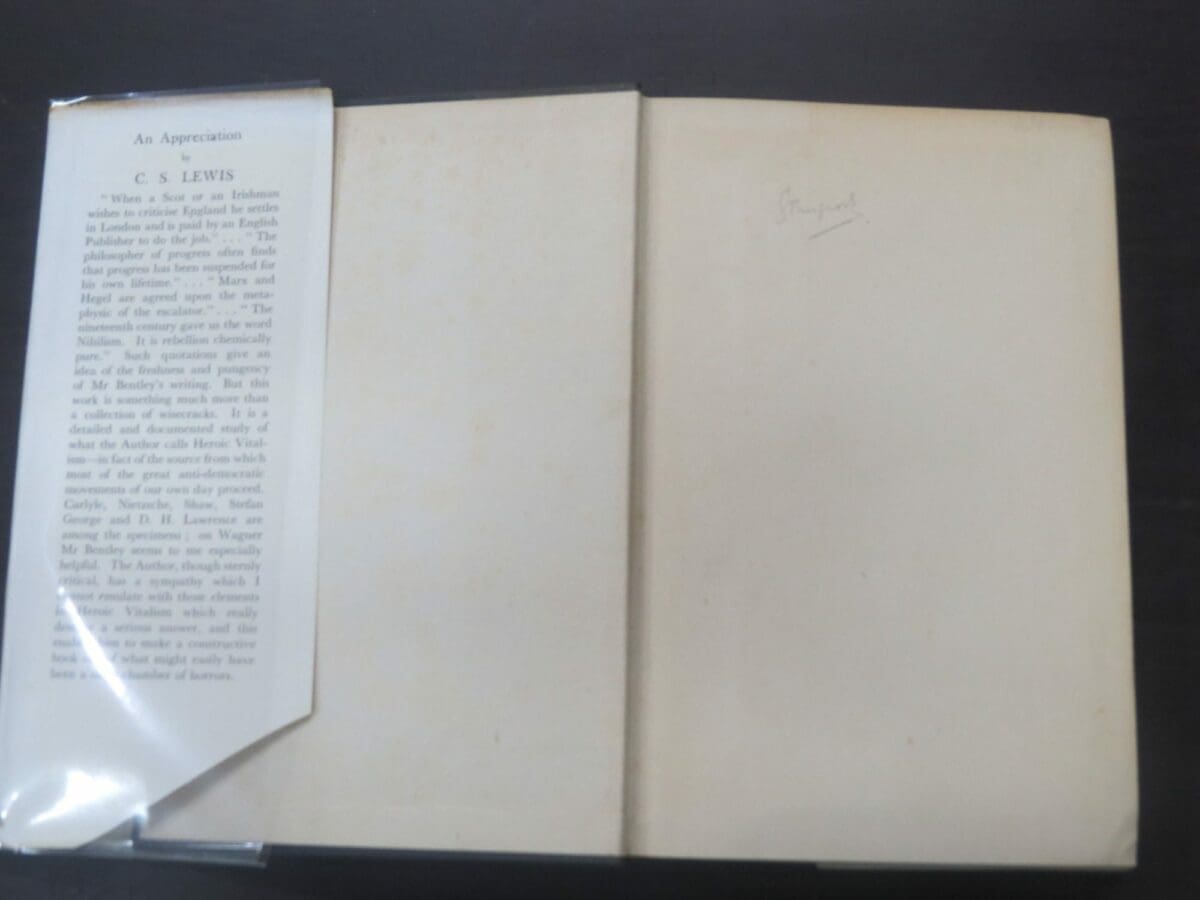 An Appreciation
by
C. S. LEWIS
"When a Scot or an Irishman
wishes to criticise England he settles
in London and is paid by an English
Publisher to do the job." . . . "The
philosopher of progress often finds
that progress has been suspended for
his own lifetime." . . . "Marx and
Hegel are agreed upon the meta-
physic of the escalator." . . . "The
nineteenth century gave us the word
Nihilism. It is rebellion chemically
pure." Such quotations give an
idea of the freshness and pungency
of Mr Bentley's writing. But this
work is something much more than
a collection of wisecracks. It is a
detailed and documented study of
what the Author calls Heroic Vital-
ism—in fact of the source from which
most of the great anti-democratic
movements of our own day proceed.
Carlyle, Nietzsche, Shaw, Stefan
George and D. H. Lawrence are
among the specimens ; on Wagner
Mr Bentley seems to me especially
helpful. The Author, though sternly
critical, has a sympathy which I
cannot emulate with those elements
in Heroic Vitalism which really
a serious answer, and this
him to make a constructive
book of what might easily have
been a chamber of horrors.